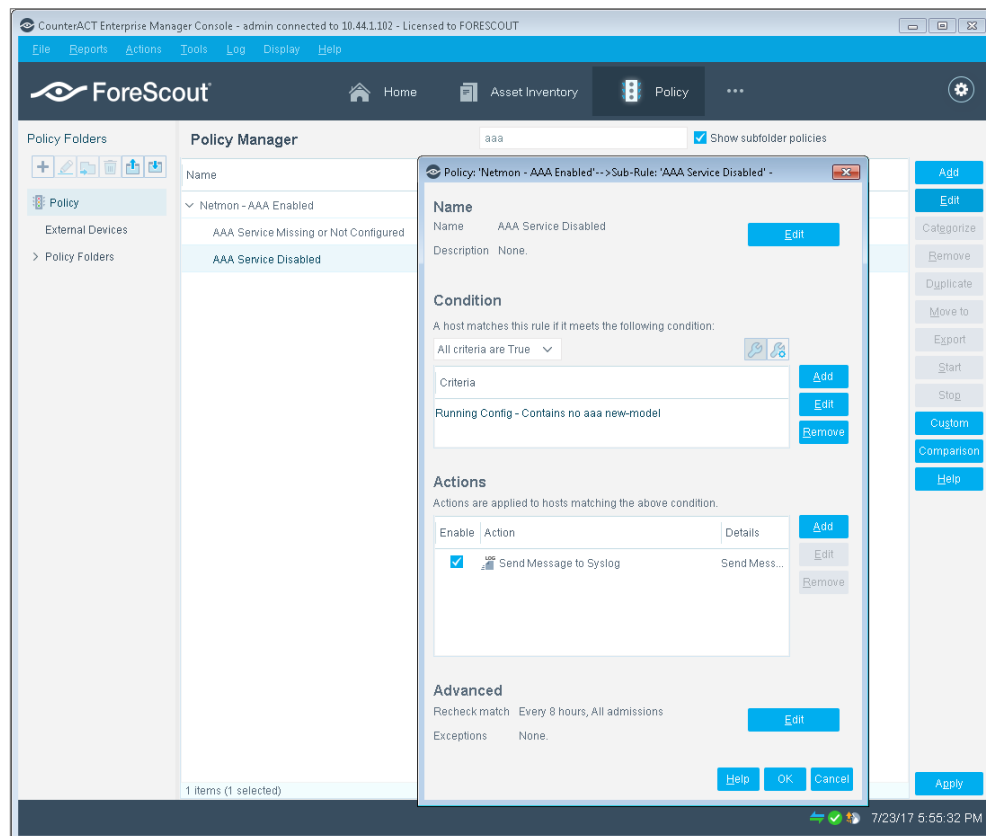 CounterACT Enterprise Manager Console - admin connected to 10.44.1.102 - Licensed to FORESCOUT
File Reports Actions Tools Log Display Help
ForeScout Home Asset Inventory Policy
Policy Folders
Policy Manager
aaa
Show subfolder policies
Policy
External Devices
Policy Folders
Name
Netmon - AAA Enabled
AAA Service Missing or Not Configured
AAA Service Disabled
1 items (1 selected)
Policy: 'Netmon - AAA Enabled'-->Sub-Rule: 'AAA Service Disabled' -
Name
Name AAA Service Disabled
Edit
Description None.
Condition
A host matches this rule if it meets the following condition:
All criteria are True
Criteria
Running Config - Contains no aaa new-model
Add
Edit
Remove
Actions
Actions are applied to hosts matching the above condition.
Enable Action Details
LOG
Send Message to Syslog Send Mess...
Add
Edit
Remove
Advanced
Recheck match Every 8 hours, All admissions
Edit
Exceptions None.
Help OK Cancel
Add
Edit
Categorize
Remove
Duplicate
Move to
Export
Start
Stop
Custom
Comparison
Help
Apply
7/23/17 5:55:32 PM